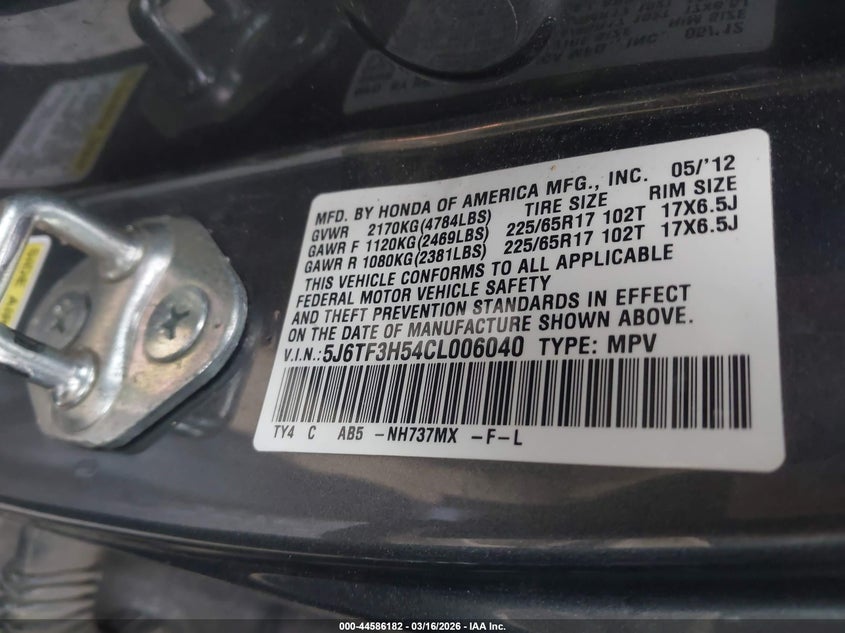 MFD. BY HONDA OF AMERICA MFG., INC. 05/'12
GVWR 2170KG(4784LBS) TIRE SIZE RIM SIZE
GAWR F 1120KG(2469LBS) 225/65R17 102T 17X6.5J
GAWR R 1080KG(2381LBS) 225/65R17 102T 17X6.5J
THIS VEHICLE CONFORMS TO ALL APPLICABLE
FEDERAL MOTOR VEHICLE SAFETY
AND THEFT PREVENTION STANDARDS IN EFFECT
ON THE DATE OF MANUFACTURE SHOWN ABOVE.
V.I.N.: 5J6TF3H54CL006040 TYPE: MPV
TY4 C AB5 -NH737MX -F-L
000-44586182 - 03/16/2026 - IAA Inc.